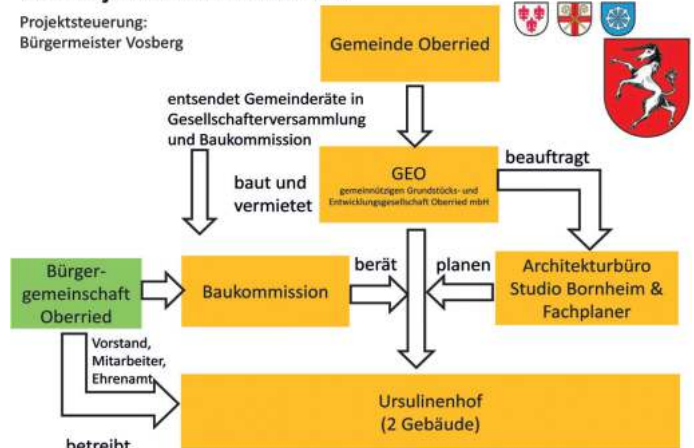 Projektsteuerung:
Bürgermeister Vosberg
Gemeinde Oberried
entsendet Gemeinderäte in
Gesellschafterversammlung
und Baukommission
baut und
vermietet
GEO
gemeinnützigen Grundstücks- und
Entwicklungsgesellschaft Oberried mbH
beauftragt
Bürger-
gemeinschaft
Oberried
Baukommission
berät
planen
Architekturbüro
Studio Bornheim &
Fachplaner
Vorstand,
Mitarbeiter,
Ehrenamt
Ursulinenhof
(2 Gebäude)
betreibt